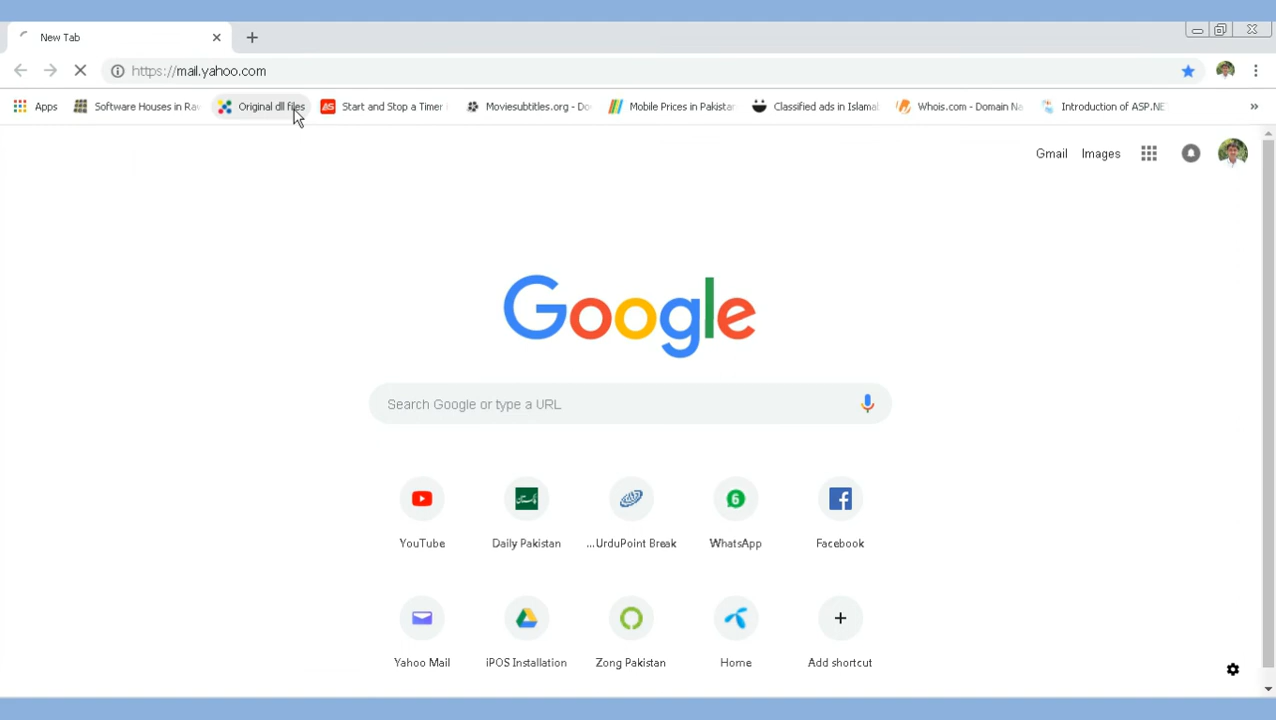 New Tab
https://mail.yahoo.com
Apps Software Houses in Rav Original dll files Start and Stop a Timer Moviesubtitles.org - Do Mobile Prices in Pakistan Classified ads in Islamal Whois.com - Domain Na Introduction of ASP.NE »
Gmail Images
Google
Search Google or type a URL
6
YouTube Daily Pakistan ...UrduPoint Break WhatsApp Facebook
Yahoo Mail iPOS Installation Zong Pakistan Home Add shortcut